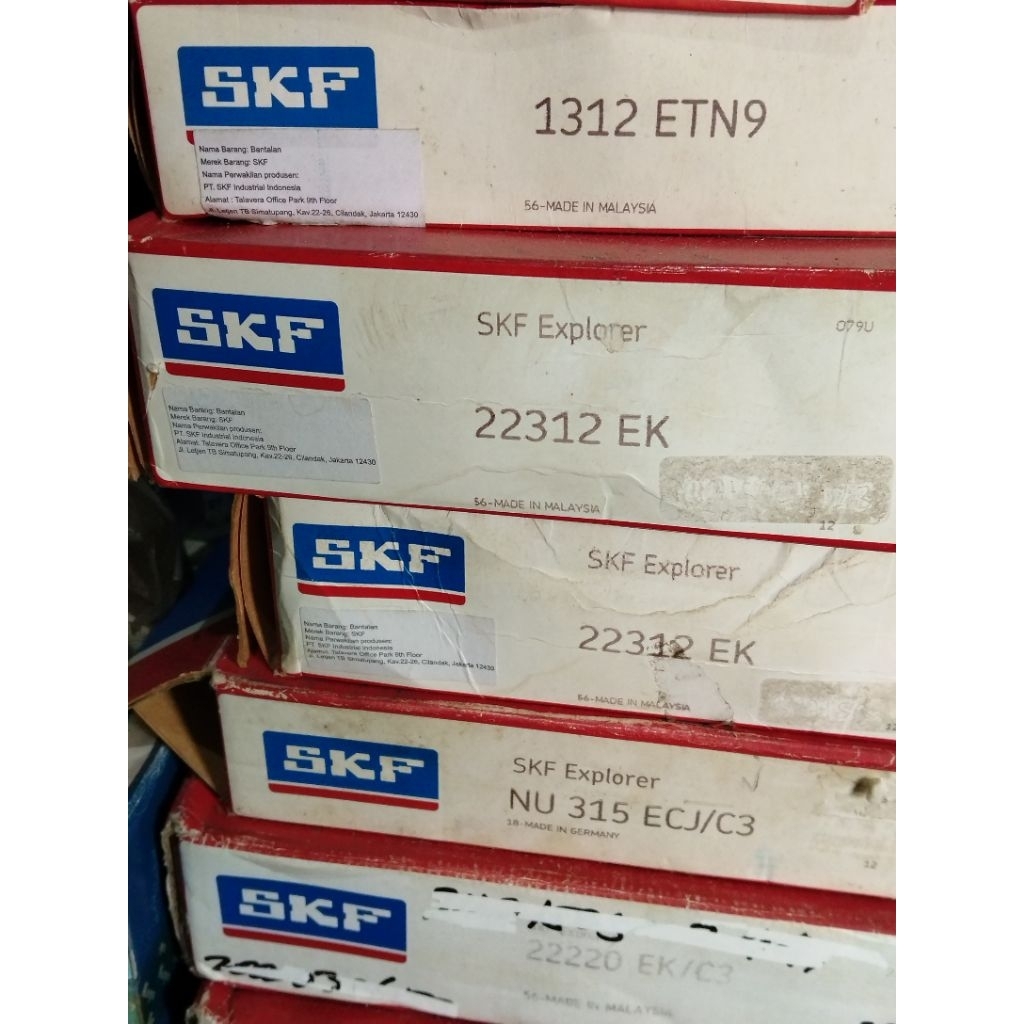 SKF
1312 ETN9
Nama Barang: Bantalan
Merek Barang: SKF
Nama Perwakilan produsen:
PT. SKF Industrial Indonesia
Alamat : Talavera Office Park 9th Floor
Jl. Letjen TB Simatupang, Kav.22-26, Cilandak, Jakarta 12430
56-MADE IN MALAYSIA
SKF
SKF Explorer
079U
22312 EK
Nama Barang: Bantalan
Merek Barang: SKF
Nama Perwakilan produsen:
PT. SKF Industrial Indonesia
Alamat: Talavera Office Park 9th Floor
Jl. Letjen TB Simatupang, Kav.22-26, Cilandak, Jakarta 12430
56-MADE IN MALAYSIA
12
SKF
SKF Explorer
22312 EK
Nama Barang: Bantalan
Merek Barang: SKF
Nama Perwakilan produsen:
PT. SKF Industrial Indonesia
Alamat: Talavera Office Park 9th Floor
Jl. Letjen TB Simatupang, Kav.22-26, Cilandak, Jakarta 12430
56-MADE IN MALAYSIA
12
SKF
SKF Explorer
NU 315 ECJ/C3
18-MADE IN GERMANY
12
SKF
22220 EK/C3
56-MADE IN MALAYSIA